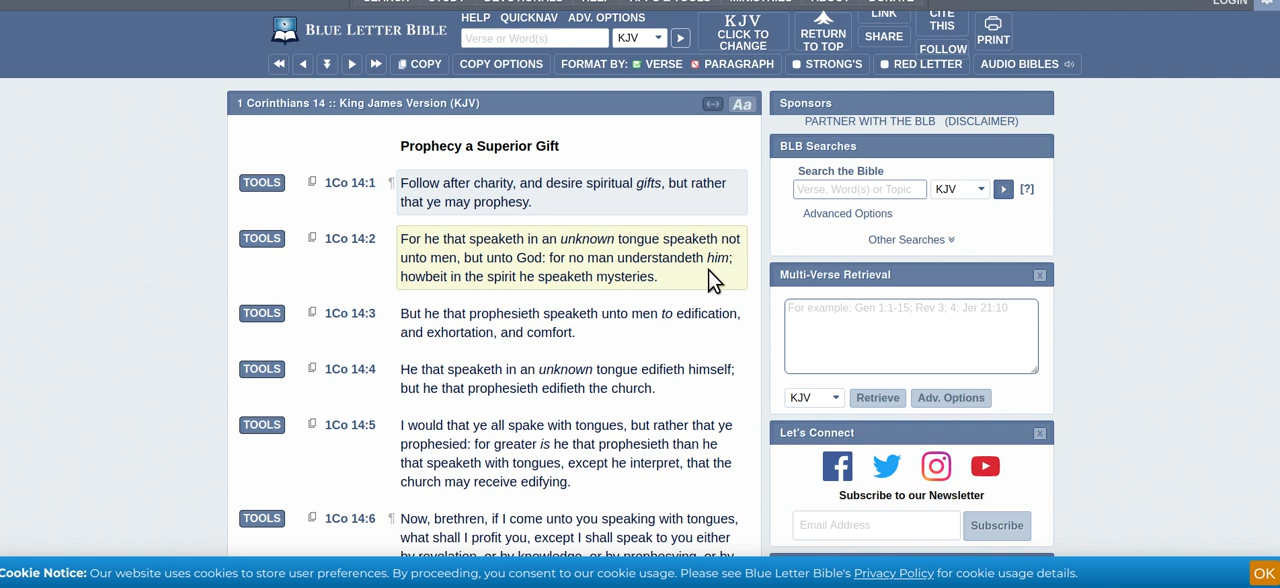 LOGIN
BLUE LETTER BIBLE
HELP QUICKNAV ADV. OPTIONS
Verse or Word(s) KJV
KJV
CLICK TO
CHANGE
RETURN
TO TOP
LINK
SHARE
CITE
THIS
FOLLOW
PRINT
COPY COPY OPTIONS FORMAT BY: VERSE PARAGRAPH STRONG'S RED LETTER AUDIO BIBLES
1 Corinthians 14 :: King James Version (KJV) Aa
Prophecy a Superior Gift
TOOLS 1Co 14:1 ¶ Follow after charity, and desire spiritual gifts, but rather
that ye may prophesy.
TOOLS 1Co 14:2 For he that speaketh in an unknown tongue speaketh not
unto men, but unto God: for no man understandeth him;
howbeit in the spirit he speaketh mysteries.
TOOLS 1Co 14:3 But he that prophesieth speaketh unto men to edification,
and exhortation, and comfort.
TOOLS 1Co 14:4 He that speaketh in an unknown tongue edifieth himself;
but he that prophesieth edifieth the church.
TOOLS 1Co 14:5 I would that ye all spake with tongues, but rather that ye
prophesied: for greater is he that prophesieth than he
that speaketh with tongues, except he interpret, that the
church may receive edifying.
TOOLS 1Co 14:6 ¶ Now, brethren, if I come unto you speaking with tongues,
what shall I profit you, except I shall speak to you either
by revelation, or by knowledge, or by prophesying, or by
Sponsors
PARTNER WITH THE BLB (DISCLAIMER)
BLB Searches
Search the Bible
Verse, Word(s) or Topic KJV [?]
Advanced Options
Other Searches
Multi-Verse Retrieval x
For example: Gen 1:1-15; Rev 3; 4; Jer 21:10
KJV Retrieve Adv. Options
Let's Connect x
Subscribe to our Newsletter
Email Address Subscribe
Cookie Notice: Our website uses cookies to store user preferences. By proceeding, you consent to our cookie usage. Please see Blue Letter Bible's Privacy Policy for cookie usage details. OK